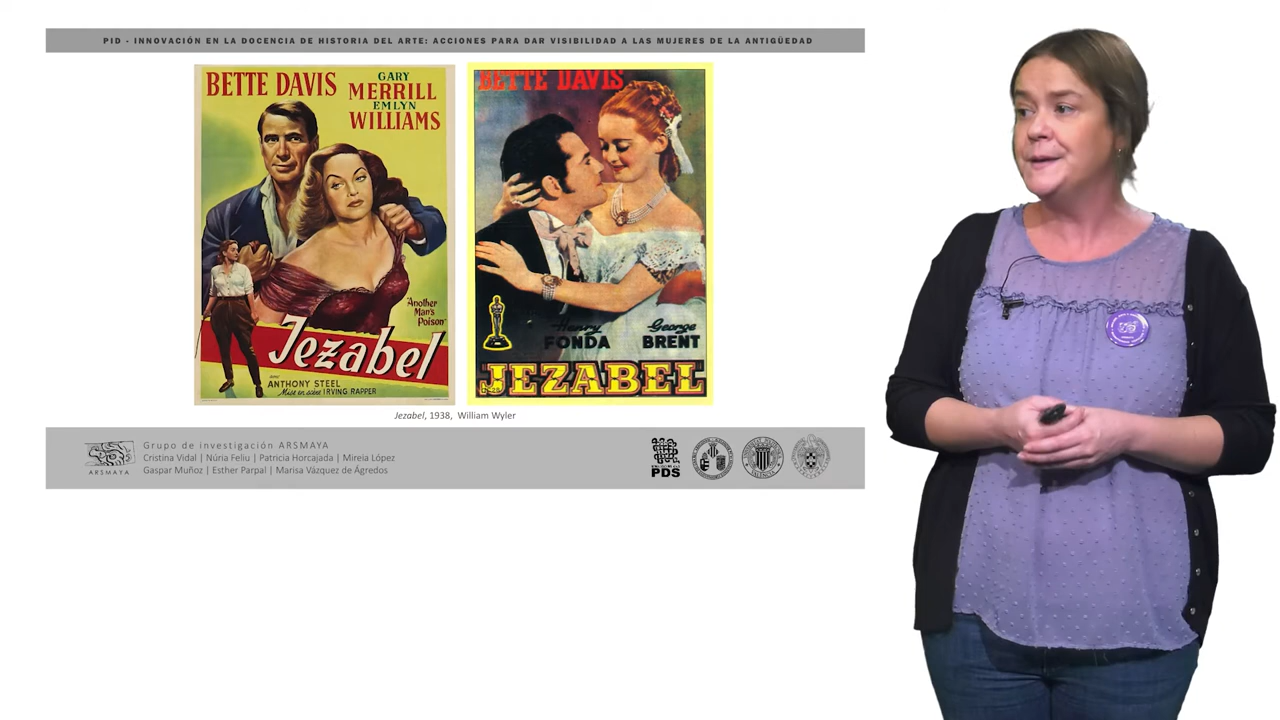 PID - INNOVACIÓN EN LA DOCENCIA DE HISTORIA DEL ARTE: ACCIONES PARA DAR VISIBILIDAD A LAS MUJERES DE LA ANTIGÜEDAD
BETTE DAVIS
GARY
MERRILL
EMLYN
WILLIAMS
"Another
Man's
Poison"
Jezabel
avec
ANTHONY STEEL
Mise en scène IRVING RAPPER
BETTE DAVIS
Henry
FONDA
George
BRENT
JEZABEL
Jezabel, 1938, William Wyler
ARSMAYA
Grupo de investigación ARSMAYA
Cristina Vidal | Núria Feliu | Patricia Horcajada | Mireia López
Gaspar Muñoz | Esther Parpal | Marisa Vázquez de Ágredos
PDS
VALENCIA